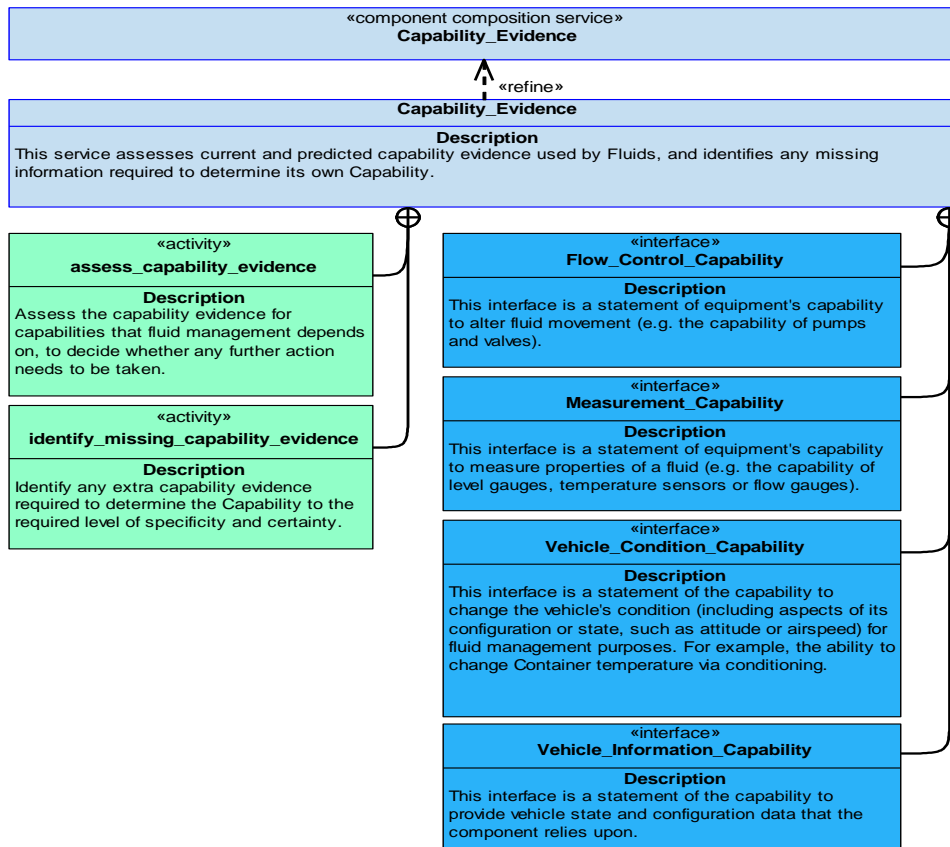 «component composition service»
Capability_Evidence
«refine»
Capability_Evidence
Description
This service assesses current and predicted capability evidence used by Fluids, and identifies any missing
information required to determine its own Capability.
«activity»
assess_capability_evidence
Description
Assess the capability evidence for
capabilities that fluid management depends
on, to decide whether any further action
needs to be taken.
«activity»
identify_missing_capability_evidence
Description
Identify any extra capability evidence
required to determine the Capability to the
required level of specificity and certainty.
«interface»
Flow_Control_Capability
Description
This interface is a statement of equipment's capability
to alter fluid movement (e.g. the capability of pumps
and valves).
«interface»
Measurement_Capability
Description
This interface is a statement of equipment's capability
to measure properties of a fluid (e.g. the capability of
level gauges, temperature sensors or flow gauges).
«interface»
Vehicle_Condition_Capability
Description
This interface is a statement of the capability to
change the vehicle's condition (including aspects of its
configuration or state, such as attitude or airspeed) for
fluid management purposes. For example, the ability to
change Container temperature via conditioning.
«interface»
Vehicle_Information_Capability
Description
This interface is a statement of the capability to
provide vehicle state and configuration data that the
component relies upon.